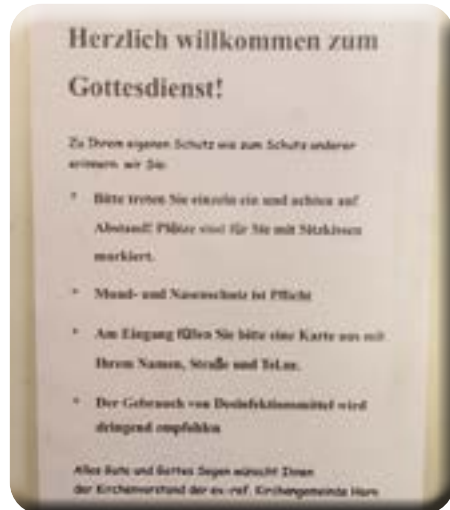 Herzlich willkommen zum
Gottesdienst!
Zu Ihrem eigenen Schutz wie zum Schutz anderer
erinnern wir Sie:
* Bitte treten Sie einzeln ein und achten auf
Abstand! Plätze sind für Sie mit Sitzkissen
markiert.
* Mund- und Nasenschutz ist Pflicht
* Am Eingang füllen Sie bitte eine Karte aus mit
Ihrem Namen, Straße und Tel.nr.
* Der Gebrauch von Desinfektionsmittel wird
dringend empfohlen
Alles Gute und Gottes Segen wünscht Ihnen
der Kirchenvorstand der ev.-ref. Kirchengemeinde Horn